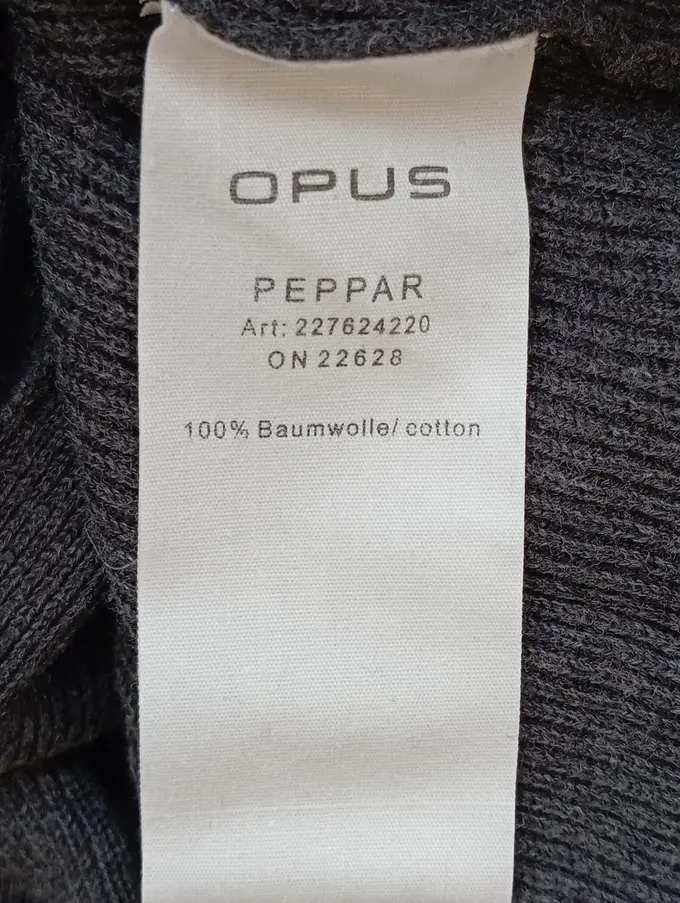 OPUS
PEPPAR
Art: 227624220
ON 22628
100% Baumwolle/ cotton